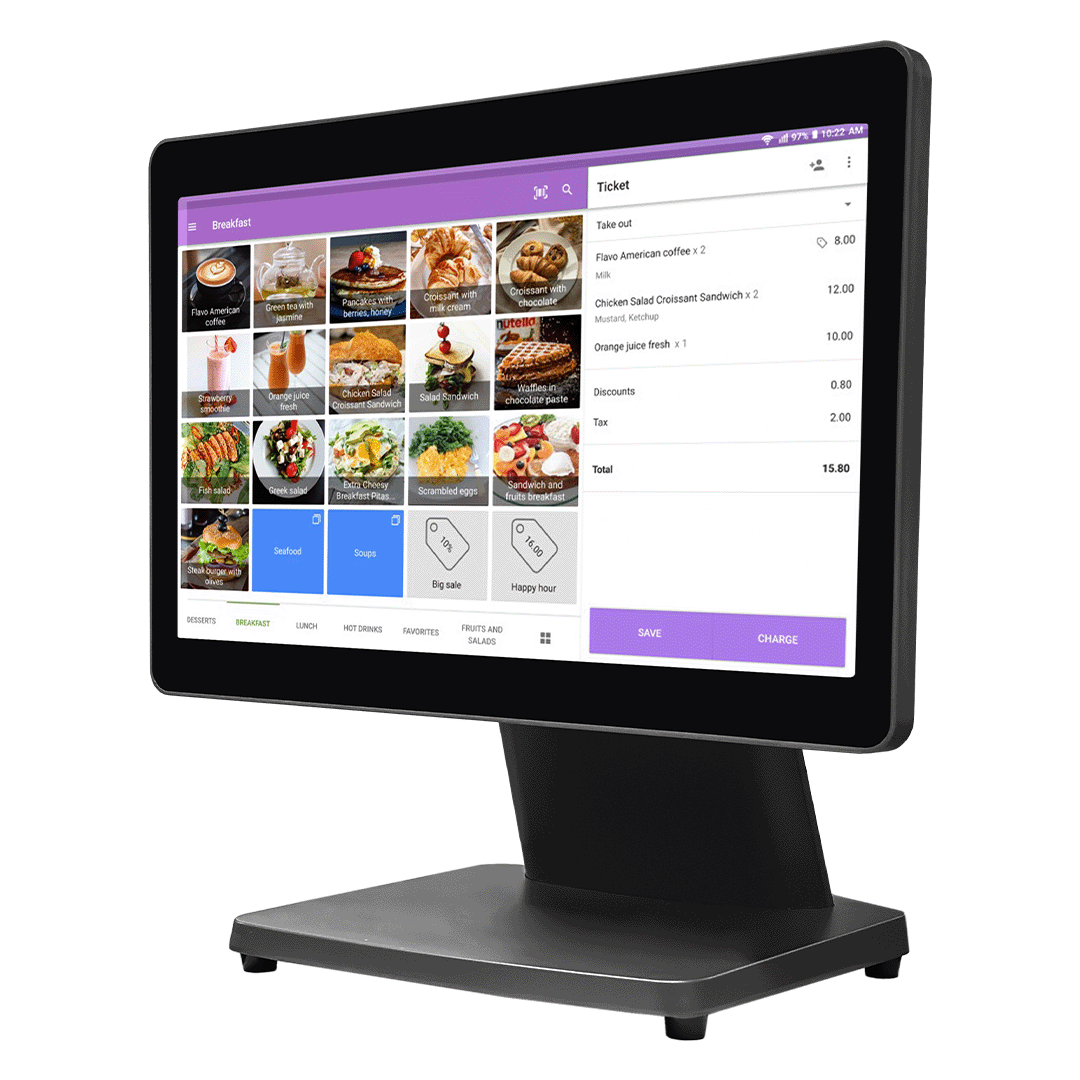 97% 10:22 AM
Breakfast
Ticket
Take out
Flavo American coffee x 2 8.00
Milk
Chicken Salad Croissant Sandwich x 2 12.00
Mustard, Ketchup
Orange juice fresh x 1 10.00
Discounts 0.80
Tax 2.00
Total 15.80
SAVE CHARGE
Flavo American
coffee
Green tea with
jasmine
Pancakes with
berries, honey
Croissant with
milk cream
Croissant with
chocolate
Strawberry
smoothie
Orange juice
fresh
Chicken Salad
Croissant Sandwich
Salad Sandwich
nutella
Waffles in
chocolate paste
Fish salad
Greek salad
Extra Cheesy
Breakfast Pitas...
Scrambled eggs
Sandwich and
fruits breakfast
Steak burger with
olives
Seafood
Soups
10%
Big sale
16.00
Happy hour
DESSERTS BREAKFAST LUNCH HOT DRINKS FAVORITES FRUITS AND
SALADS